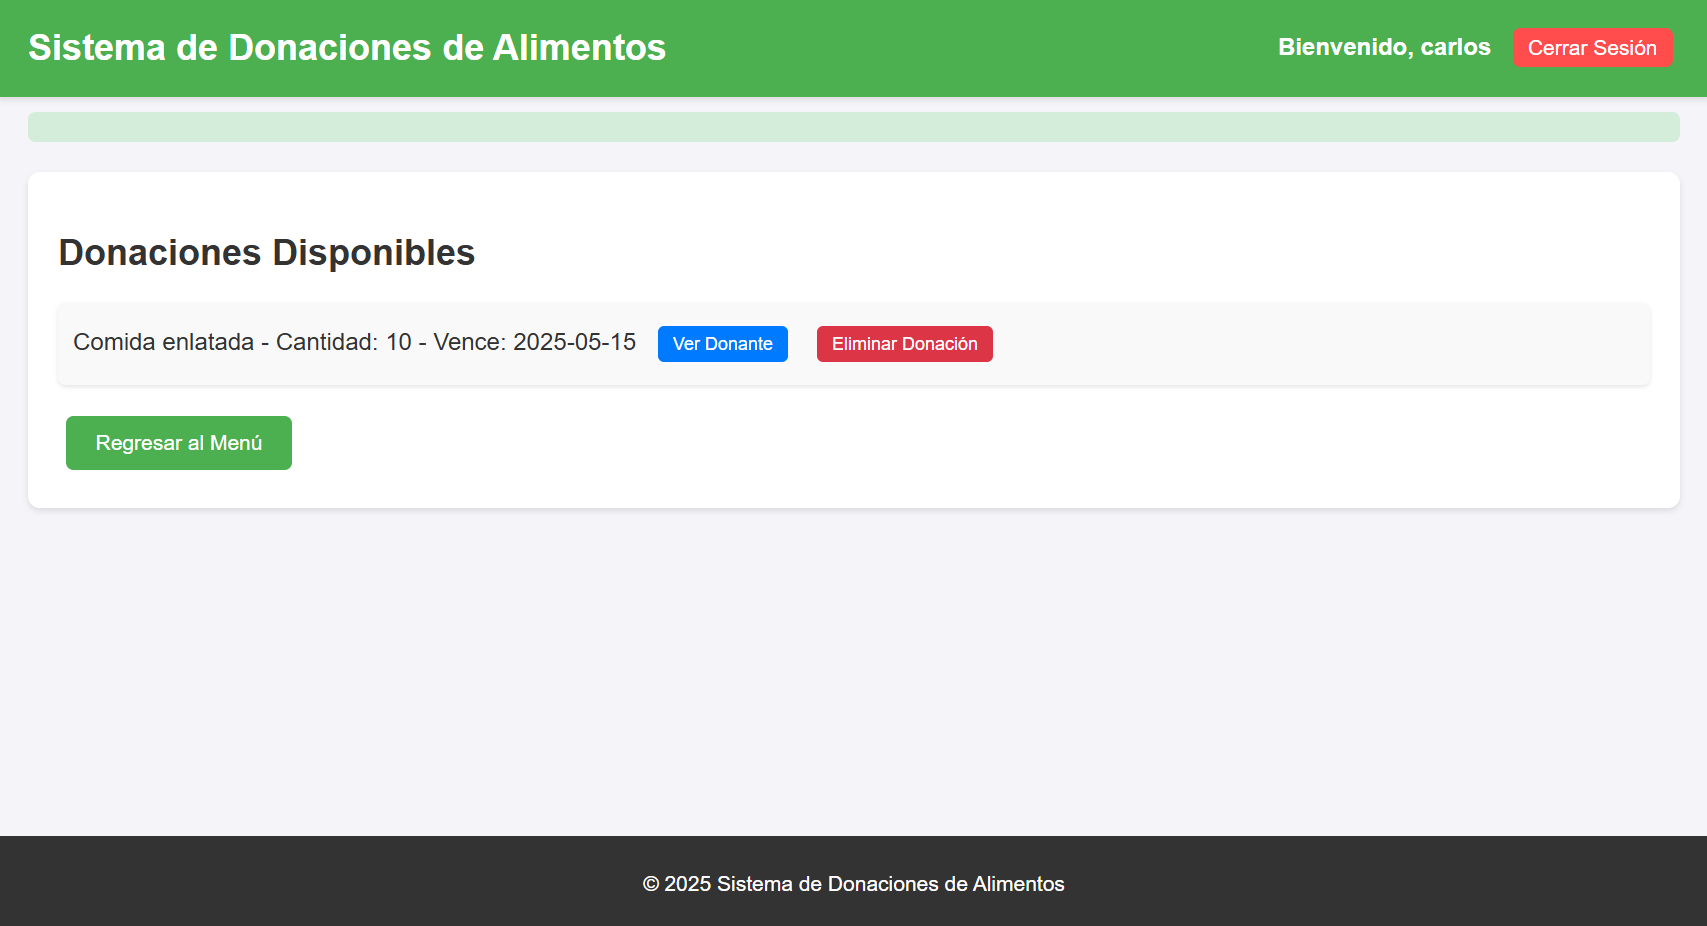 Sistema de Donaciones de Alimentos
Bienvenido, carlos
Cerrar Sesión
Donaciones Disponibles
Comida enlatada - Cantidad: 10 - Vence: 2025-05-15
Ver Donante
Eliminar Donación
Regresar al Menú
© 2025 Sistema de Donaciones de Alimentos